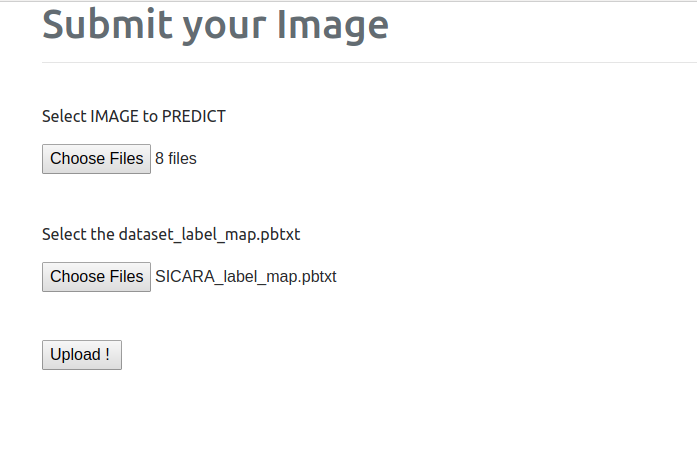 Submit your Image
Select IMAGE to PREDICT
Choose Files 8 files
Select the dataset_label_map.pbtxt
Choose Files SICARA_label_map.pbtxt
Upload !